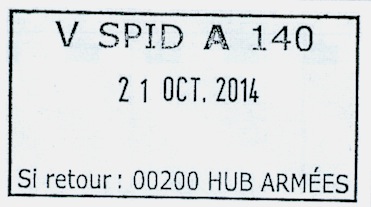 V SPID A 140
21 OCT. 2014
Si retour : 00200 HUB ARMÉES